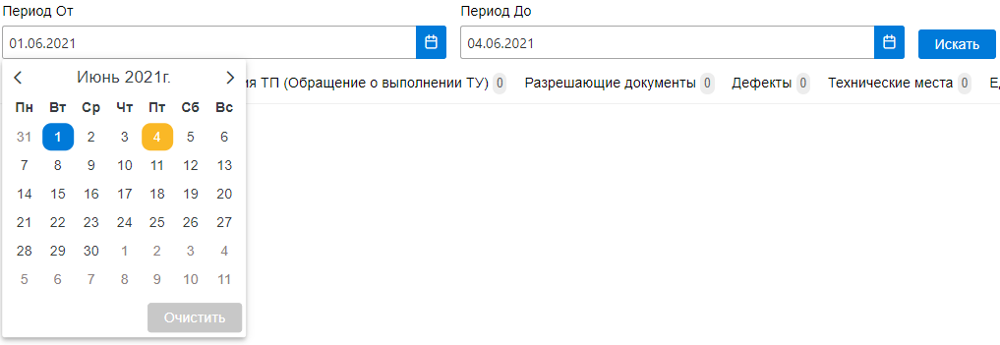 Период От Период До
01.06.2021 04.06.2021 Искать
Июнь 2021г. ия ТП (Обращение о выполнении ТУ) 0 Разрешающие документы 0 Дефекты 0 Технические места 0 Е
Пн Вт Ср Чт Пт Сб Вс
31 1 2 3 4 5 6
7 8 9 10 11 12 13
14 15 16 17 18 19 20
21 22 23 24 25 26 27
28 29 30 1 2 3 4
5 6 7 8 9 10 11
Очистить